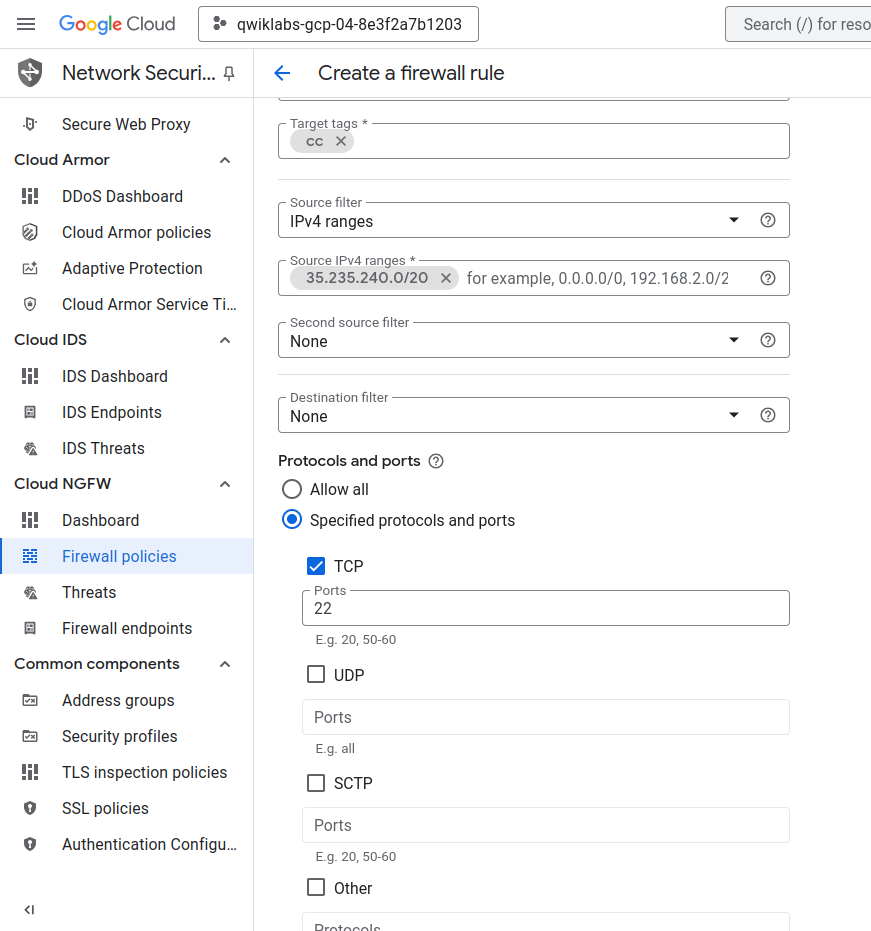 Google Cloud
qwiklabs-gcp-04-8e3f2a7b1203
Search (/) for reso
Network Securi...
Create a firewall rule
Secure Web Proxy
Cloud Armor
DDoS Dashboard
Cloud Armor policies
Adaptive Protection
Cloud Armor Service Ti...
Cloud IDS
IDS Dashboard
IDS Endpoints
IDS Threats
Cloud NGFW
Dashboard
Firewall policies
Threats
Firewall endpoints
Common components
Address groups
Security profiles
TLS inspection policies
SSL policies
Authentication Configu...
Target tags *
cc
Source filter
IPv4 ranges
Source IPv4 ranges *
35.235.240.0/20 for example, 0.0.0.0/0, 192.168.2.0/2
Second source filter
None
Destination filter
None
Protocols and ports
Allow all
Specified protocols and ports
TCP
Ports
22
E.g. 20, 50-60
UDP
Ports
E.g. all
SCTP
Ports
E.g. 20, 50-60
Other
Protocols